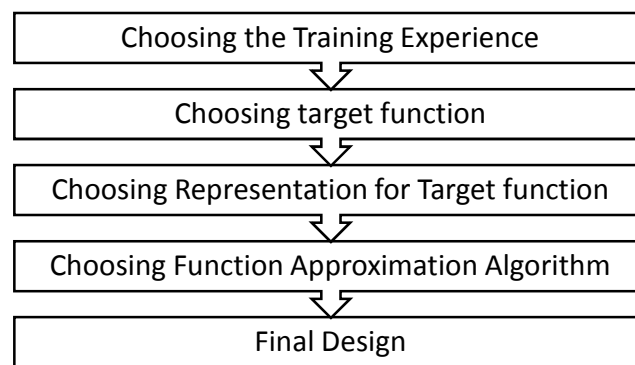 Choosing the Training Experience
Choosing target function
Choosing Representation for Target function
Choosing Function Approximation Algorithm
Final Design